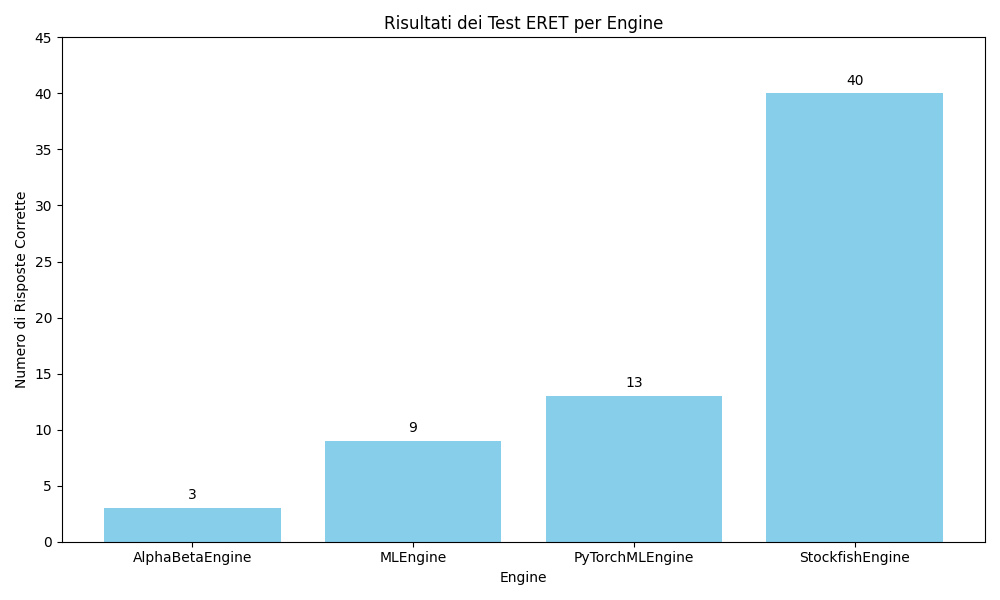 Risultati dei Test ERET per Engine
Numero di Risposte Corrette
45
40
35
30
25
20
15
10
5
0
3
9
13
40
AlphaBetaEngine
MLEngine
PyTorchMLEngine
StockfishEngine
Engine